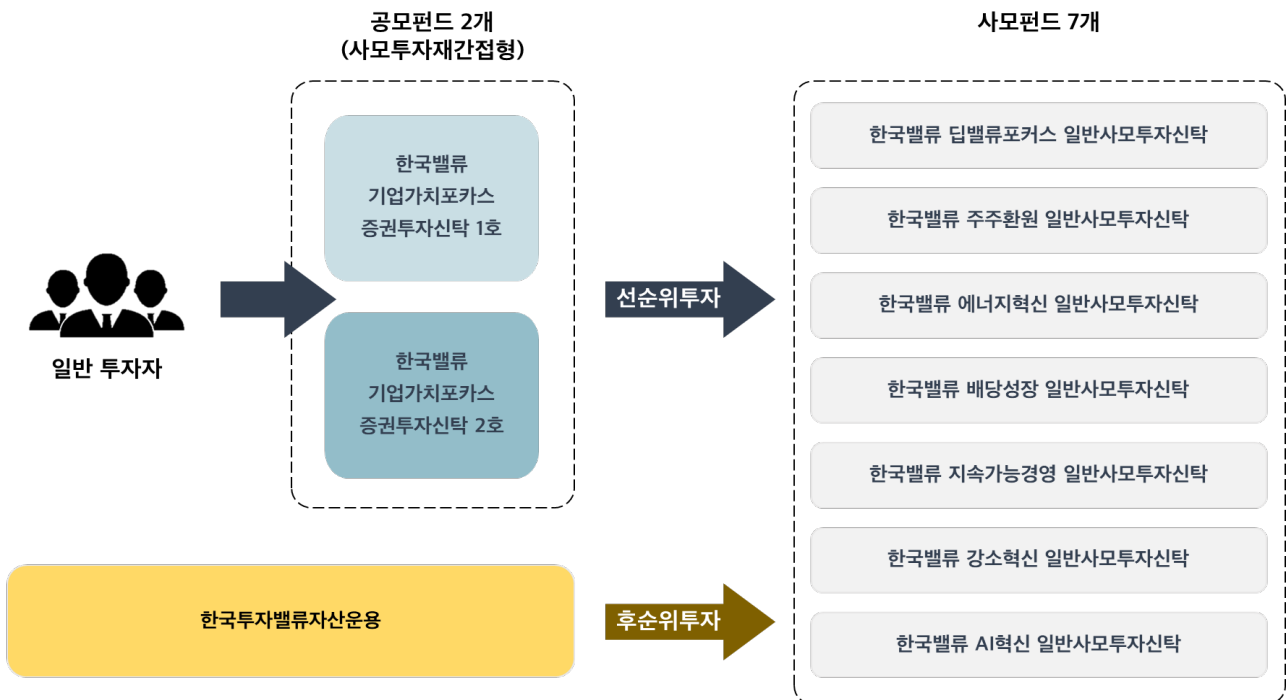 공모펀드 2개
(사모투자재간접형)
사모펀드 7개
한국밸류
기업가치포카스
증권투자신탁 1호
한국밸류
기업가치포카스
증권투자신탁 2호
일반 투자자
선순위투자
한국밸류 딥밸류포커스 일반사모투자신탁
한국밸류 주주환원 일반사모투자신탁
한국밸류 에너지혁신 일반사모투자신탁
한국밸류 배당성장 일반사모투자신탁
한국밸류 지속가능경영 일반사모투자신탁
한국밸류 강소혁신 일반사모투자신탁
한국밸류 AI혁신 일반사모투자신탁
한국투자밸류자산운용
후순위투자